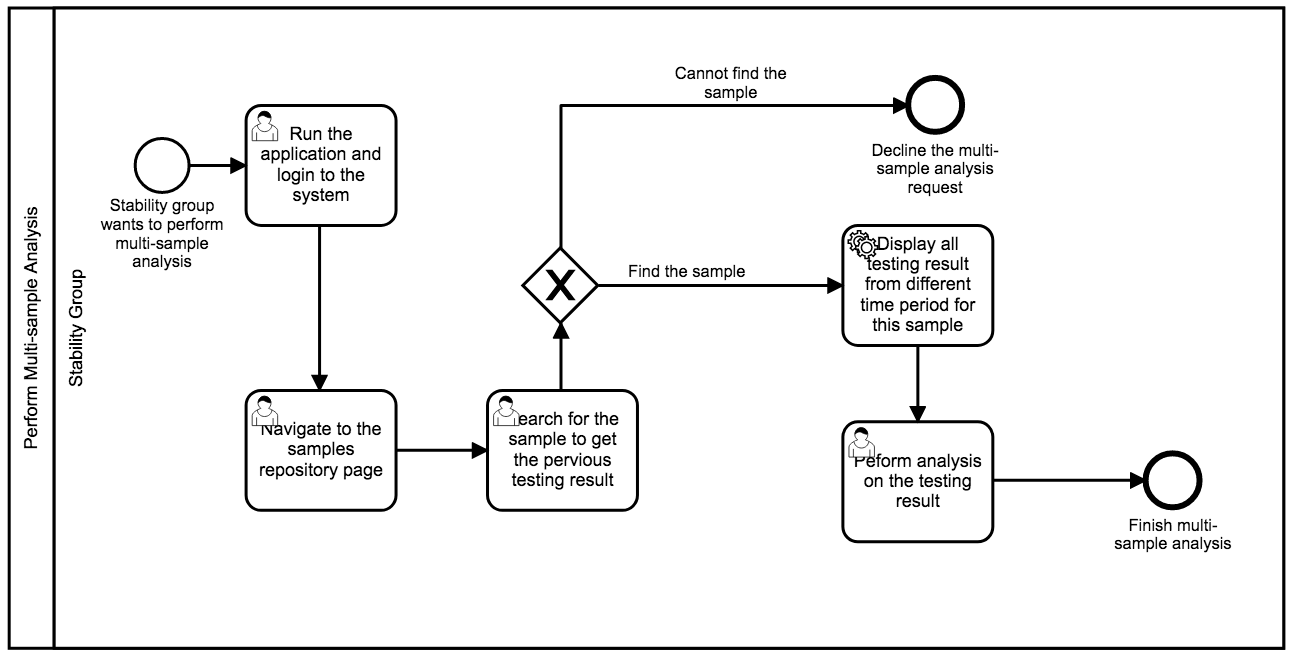 Perform Multi-sample Analysis
Stability Group
Stability group
wants to perform
multi-sample
analysis
Run the
application and
login to the
system
Navigate to the
samples
repository page
earch for the
sample to get
the pervious
testing result
X
Cannot find the
sample
Decline the multi-
sample analysis
request
Find the sample
Display all
testing result
from different
time period for
this sample
Peform analysis
on the testing
result
Finish multi-
sample analysis